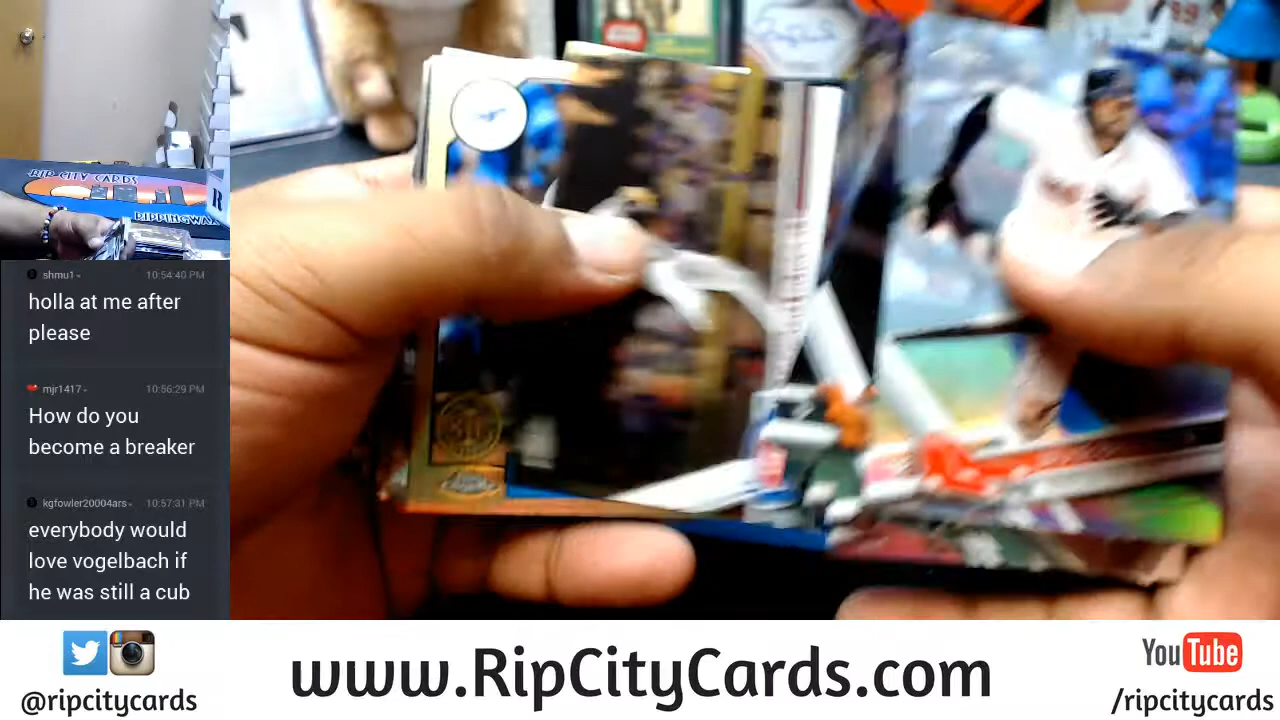 RIP CITY CARDS
RIPPINGWAX
shmu1
10:54:40 PM
holla at me after
please
mjr1417
10:56:29 PM
How do you
become a breaker
kgfowler20004ars
10:57:31 PM
everybody would
love vogelbach if
he was still a cub
@ripcitycards
www.RipCityCards.com
YouTube
/ripcitycards